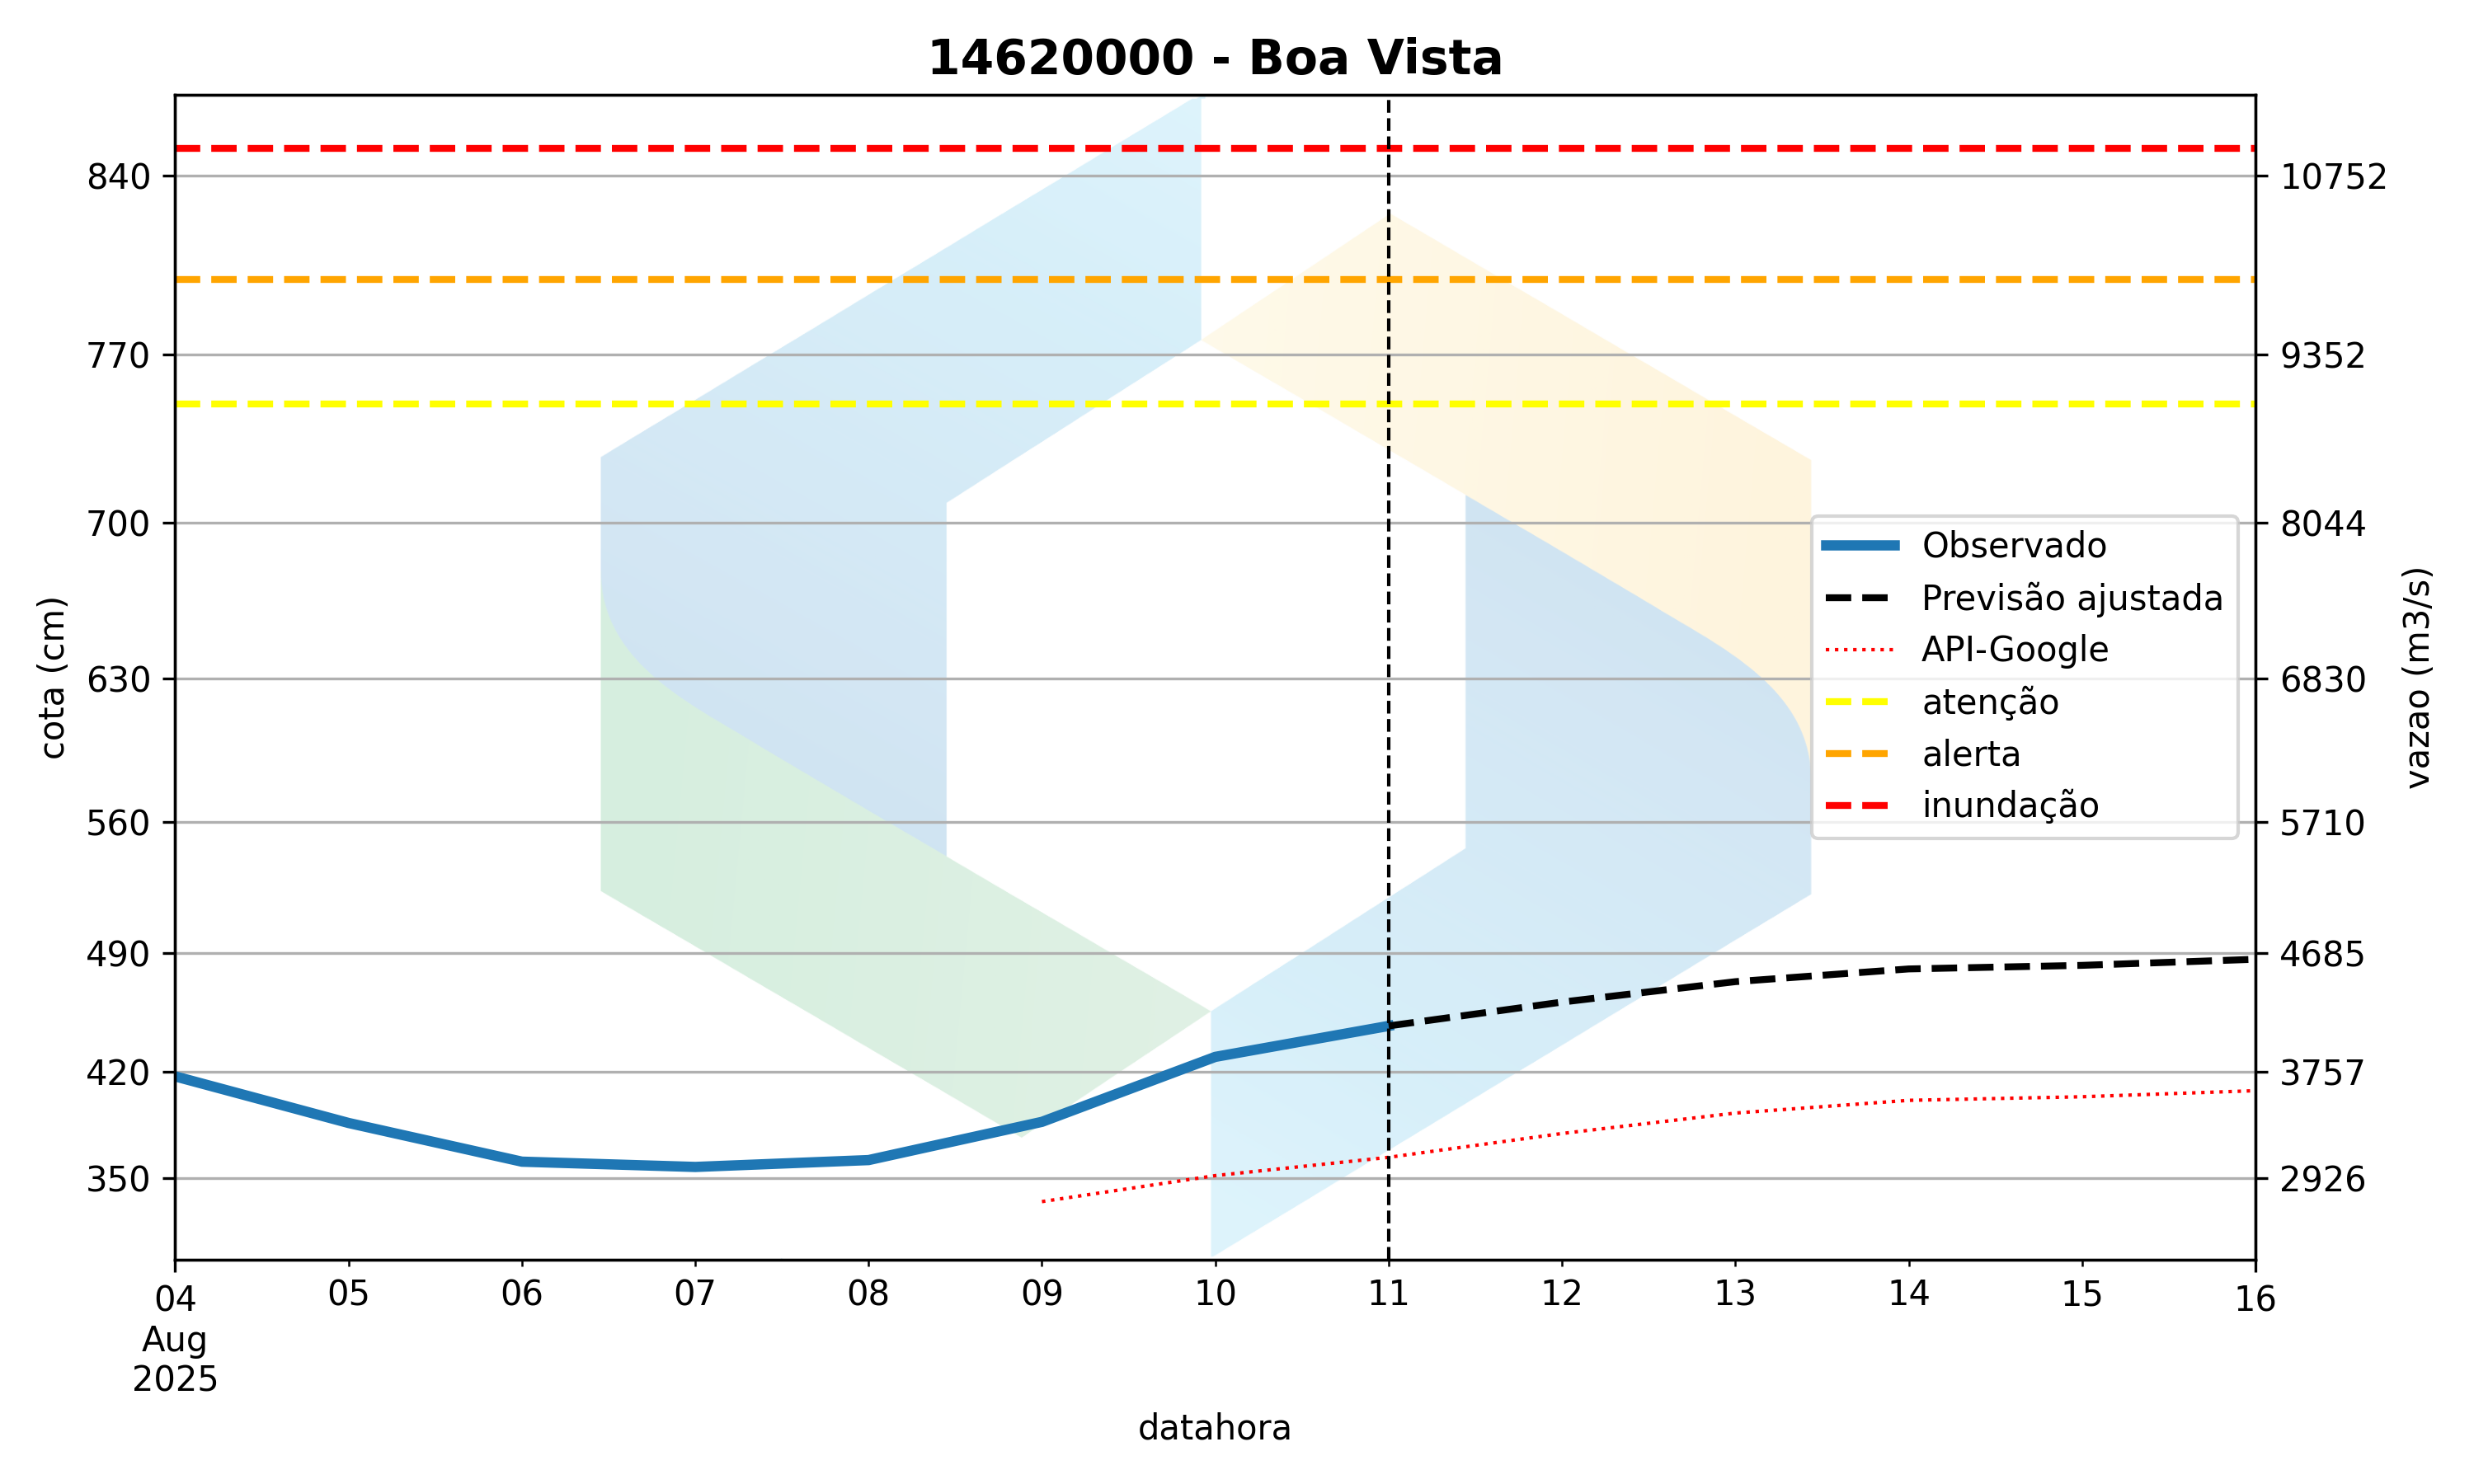 14620000 - Boa Vista
840
770
700
630
560
490
420
350
cota (cm)
10752
9352
8044
6830
5710
4685
3757
2926
vazao (m3/s)
Observado
Previsão ajustada
API-Google
atenção
alerta
inundação
04
05
06
07
08
09
10
11
12
13
14
15
16
Aug
2025
datahora